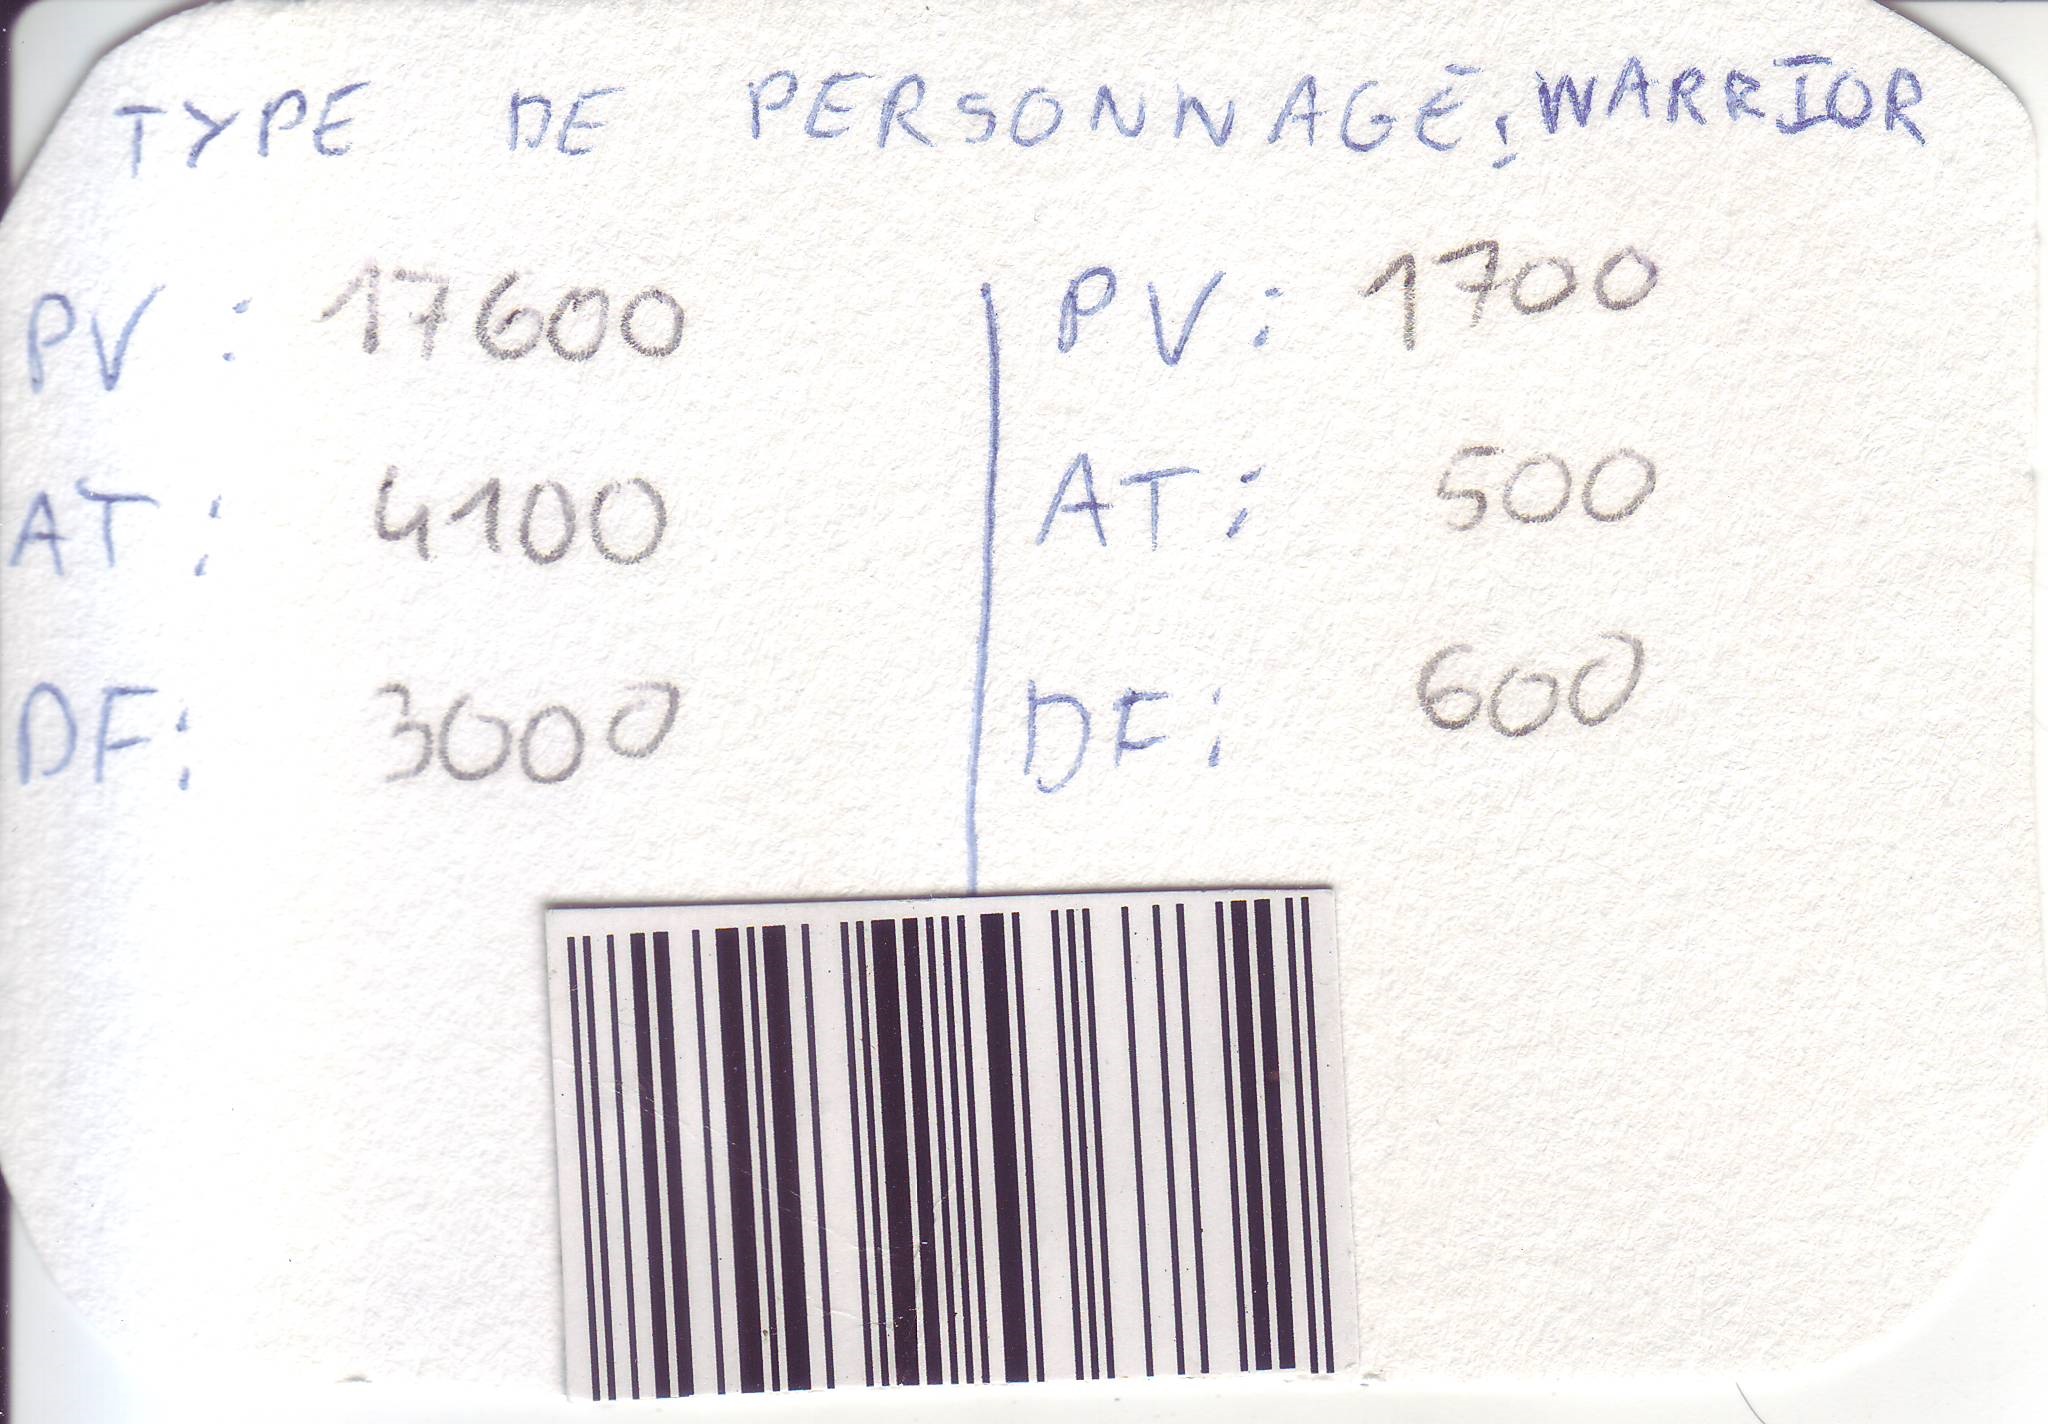 TYPE DE PERSONNAGE: WARRIOR
PV: 17600
AT: 4100
DF: 3000
PV: 1700
AT: 500
DF: 600